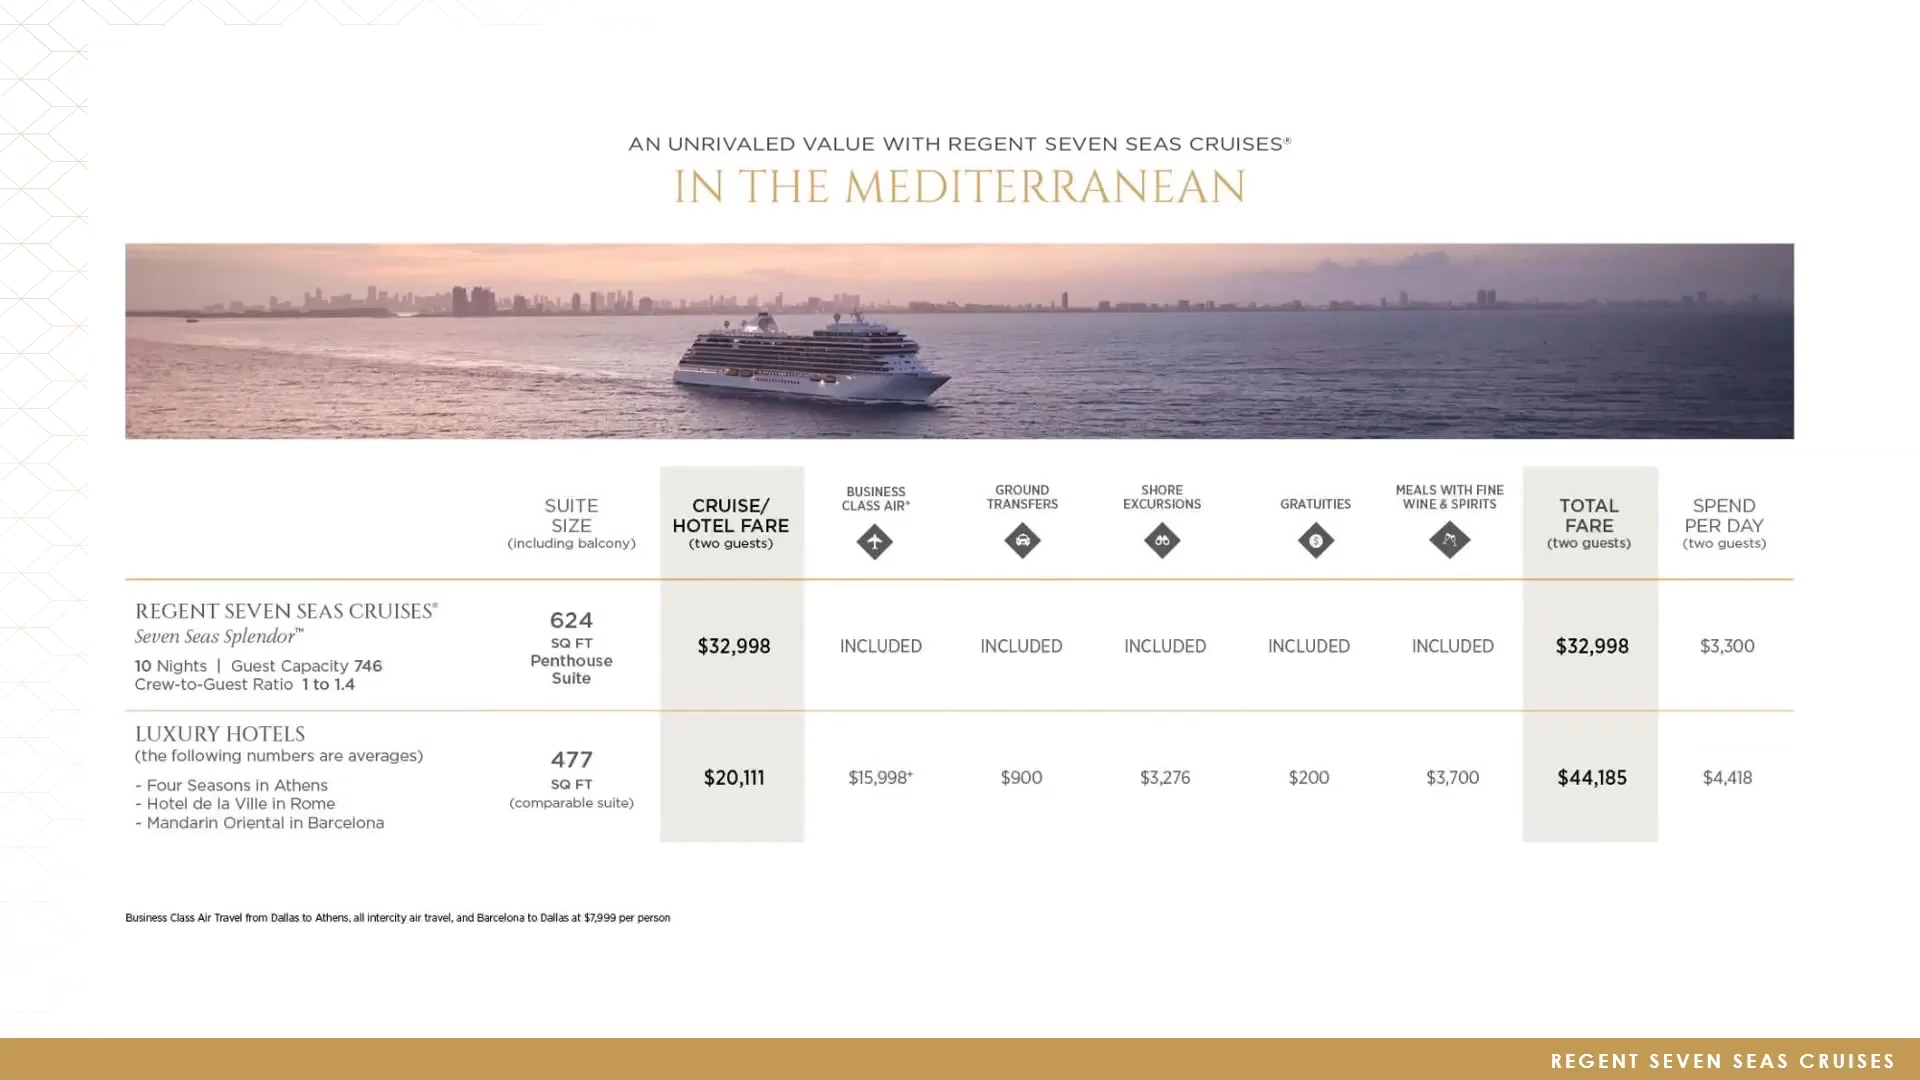 AN UNRIVALED VALUE WITH REGENT SEVEN SEAS CRUISES®
IN THE MEDITERRANEAN
SUITE
SIZE
(including balcony)
CRUISE/
HOTEL FARE
(two guests)
BUSINESS
CLASS AIR*
GROUND
TRANSFERS
SHORE
EXCURSIONS
GRATUITIES
MEALS WITH FINE
WINE & SPIRITS
TOTAL
FARE
(two guests)
SPEND
PER DAY
(two guests)
REGENT SEVEN SEAS CRUISES®
Seven Seas Splendor™
10 Nights | Guest Capacity 746
Crew-to-Guest Ratio 1 to 1.4
624
SQ FT
Penthouse
Suite
$32,998
INCLUDED
INCLUDED
INCLUDED
INCLUDED
INCLUDED
$32,998
$3,300
LUXURY HOTELS
(the following numbers are averages)
- Four Seasons in Athens
- Hotel de la Ville in Rome
- Mandarin Oriental in Barcelona
477
SQ FT
(comparable suite)
$20,111
$15,998+
$900
$3,276
$200
$3,700
$44,185
$4,418
Business Class Air Travel from Dallas to Athens, all intercity air travel, and Barcelona to Dallas at $7,999 per person
REGENT SEVEN SEAS CRUISES